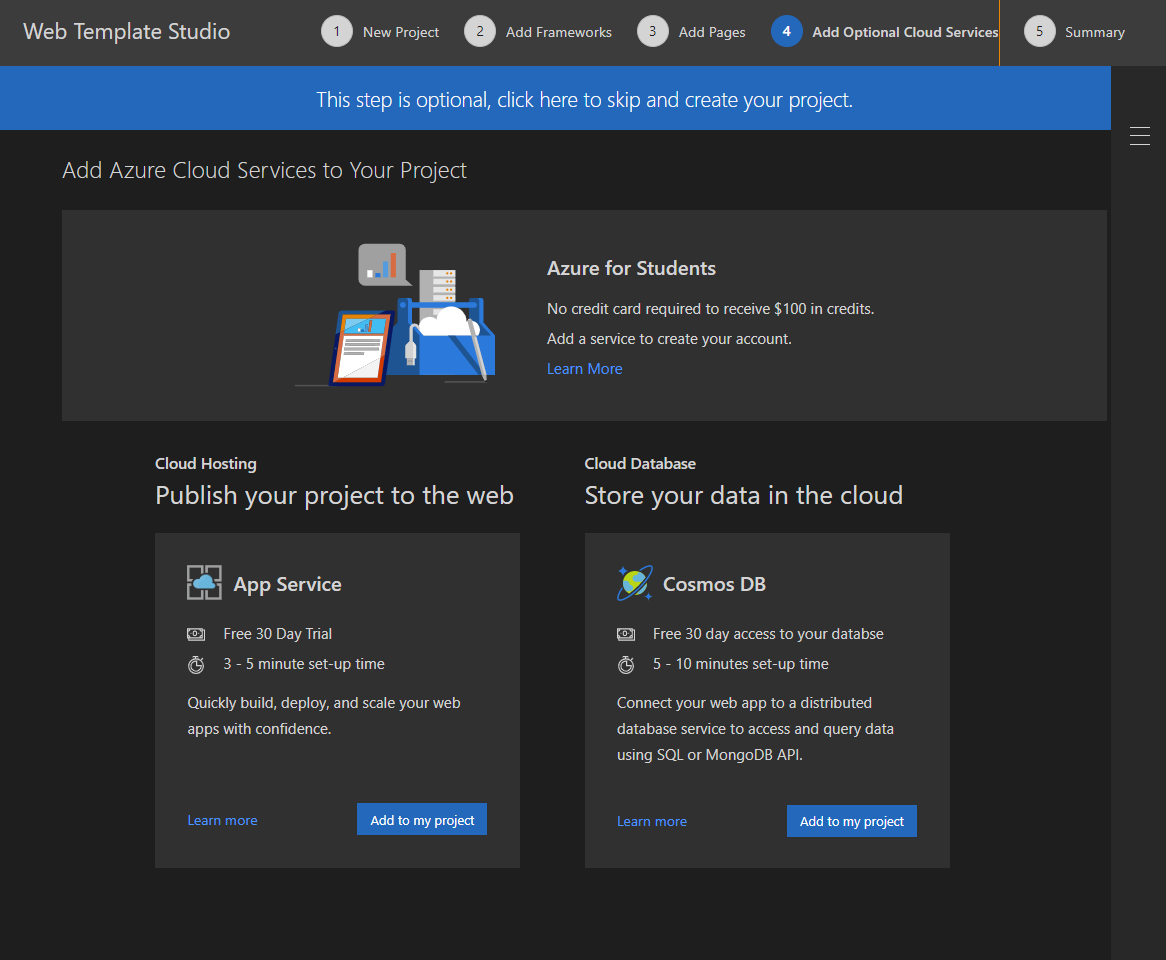 Web Template Studio
1 New Project 2 Add Frameworks 3 Add Pages 4 Add Optional Cloud Services 5 Summary
This step is optional, click here to skip and create your project.
Add Azure Cloud Services to Your Project
Azure for Students
No credit card required to receive $100 in credits.
Add a service to create your account.
Learn More
Cloud Hosting
Publish your project to the web
App Service
Free 30 Day Trial
3 - 5 minute set-up time
Quickly build, deploy, and scale your web
apps with confidence.
Learn more
Add to my project
Cloud Database
Store your data in the cloud
Cosmos DB
Free 30 day access to your databse
5 - 10 minutes set-up time
Connect your web app to a distributed
database service to access and query data
using SQL or MongoDB API.
Learn more
Add to my project